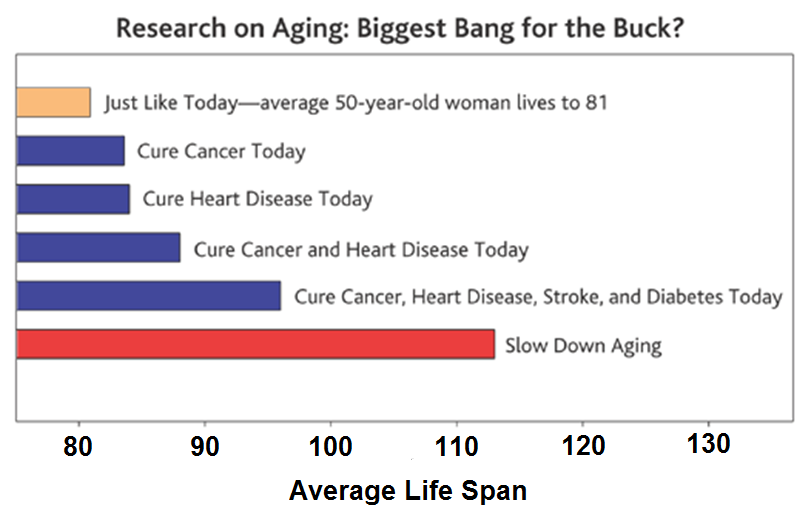 Research on Aging: Biggest Bang for the Buck?
Just Like Today—average 50-year-old woman lives to 81
Cure Cancer Today
Cure Heart Disease Today
Cure Cancer and Heart Disease Today
Cure Cancer, Heart Disease, Stroke, and Diabetes Today
Slow Down Aging
80 90 100 110 120 130
Average Life Span